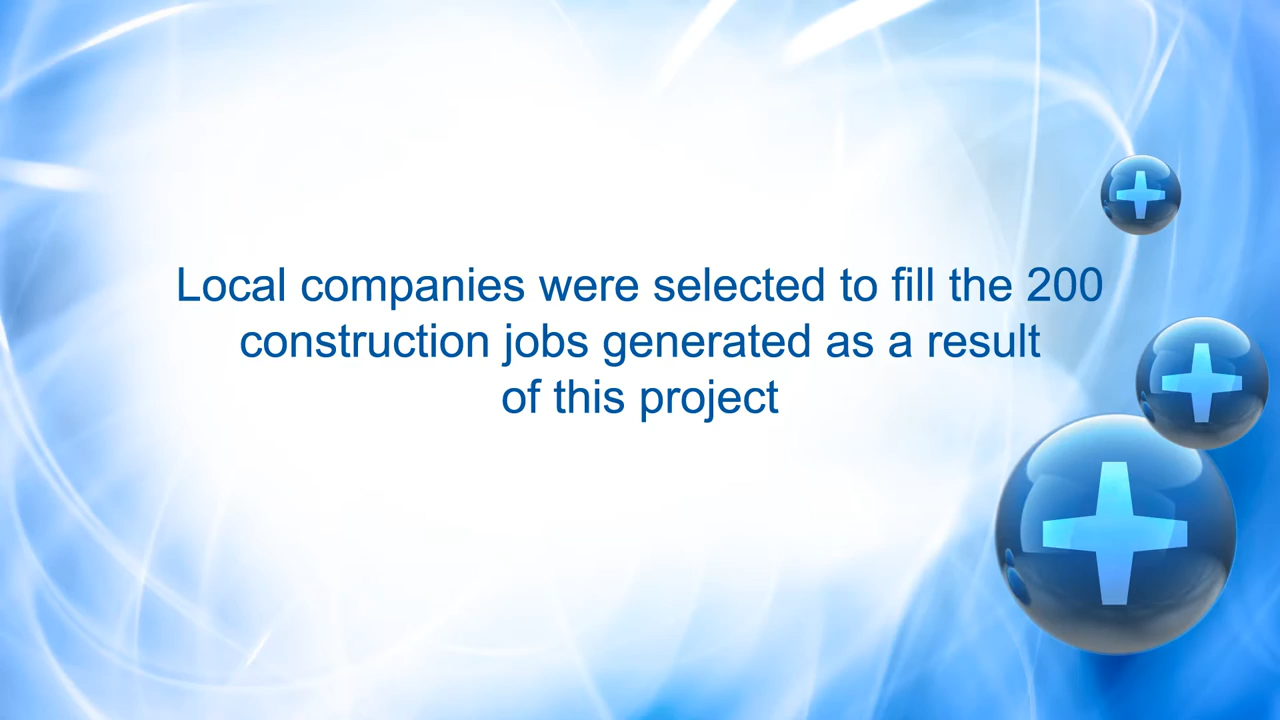 Local companies were selected to fill the 200
construction jobs generated as a result
of this project